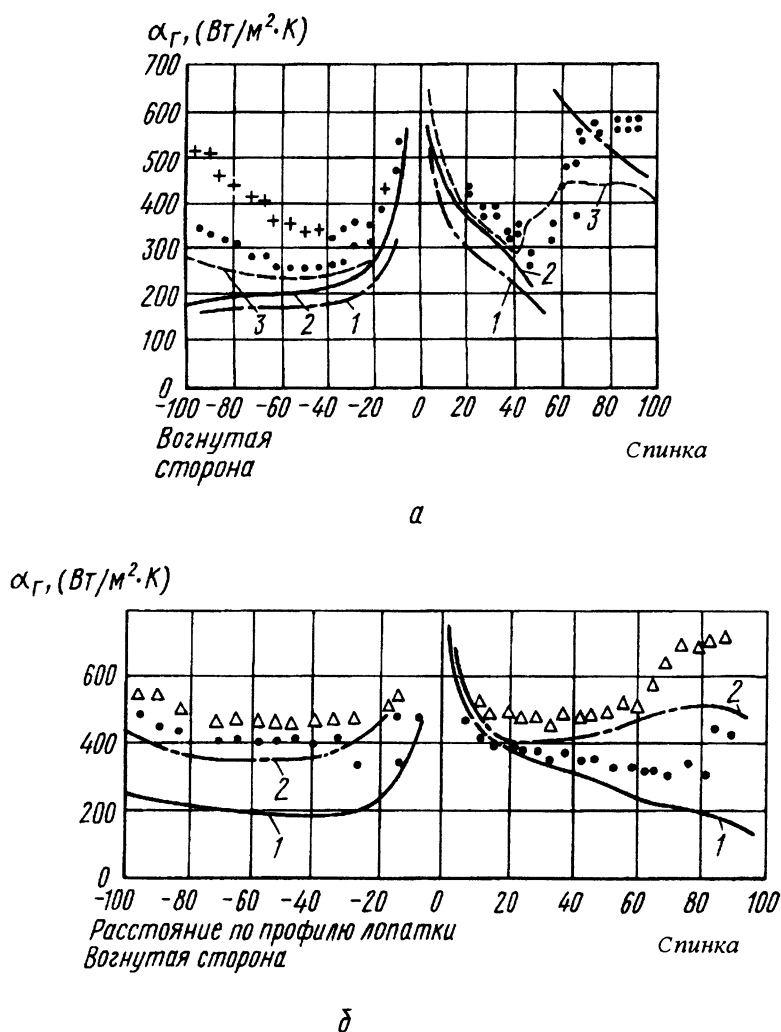 α_Г, (Вт/м²·К)
700
600
500
400
300
200
100
0
3
2
1
3
2
1
-100 -80 -60 -40 -20 0 20 40 60 80 100
Вогнутая
сторона
Спинка
а
α_Г, (Вт/м²·К)
600
400
200
0
2
1
2
1
-100 -80 -60 -40 -20 0 20 40 60 80 100
Расстояние по профилю лопатки
Вогнутая сторона
Спинка
б